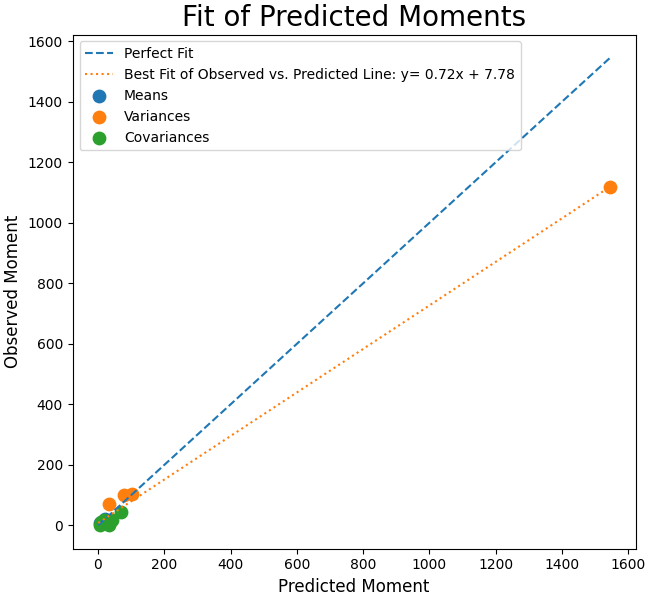 Fit of Predicted Moments
1600
1400
1200
1000
800
600
400
200
0
Observed Moment
Perfect Fit
Best Fit of Observed vs. Predicted Line: y= 0.72x + 7.78
Means
Variances
Covariances
0 200 400 600 800 1000 1200 1400 1600
Predicted Moment